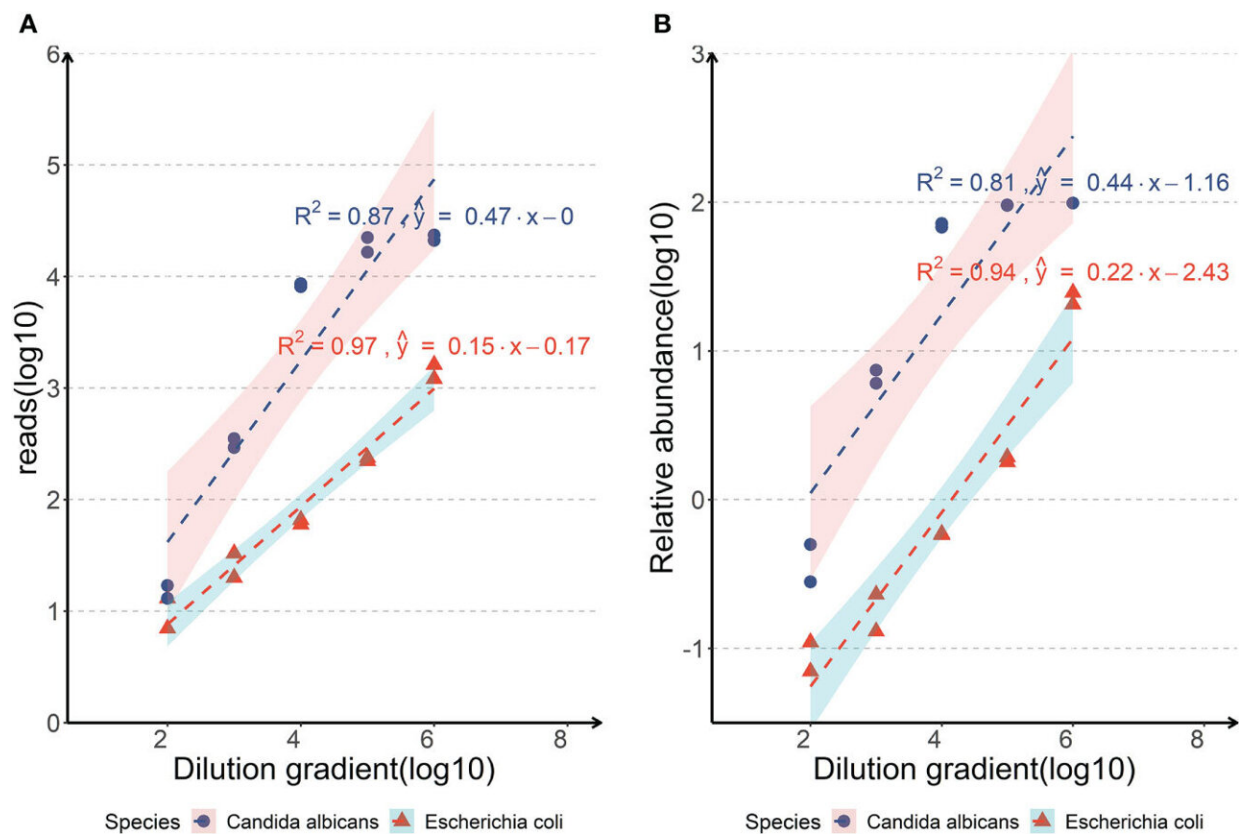 A
6
5
4
3
2
1
0
reads(log10)
R² = 0.87 , ŷ = 0.47 · x − 0
R² = 0.97 , ŷ = 0.15 · x − 0.17
2 4 6 8
Dilution gradient(log10)
Species Candida albicans Escherichia coli
B
3
2
1
0
-1
Relative abundance(log10)
R² = 0.81 , ŷ = 0.44 · x − 1.16
R² = 0.94 , ŷ = 0.22 · x − 2.43
2 4 6 8
Dilution gradient(log10)
Species Candida albicans Escherichia coli